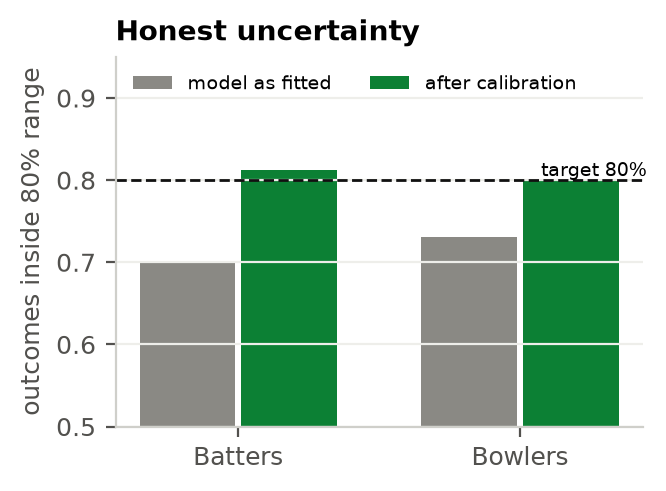 Honest uncertainty
model as fitted
after calibration
outcomes inside 80% range
0.9
0.8
0.7
0.6
0.5
target 80%
Batters
Bowlers